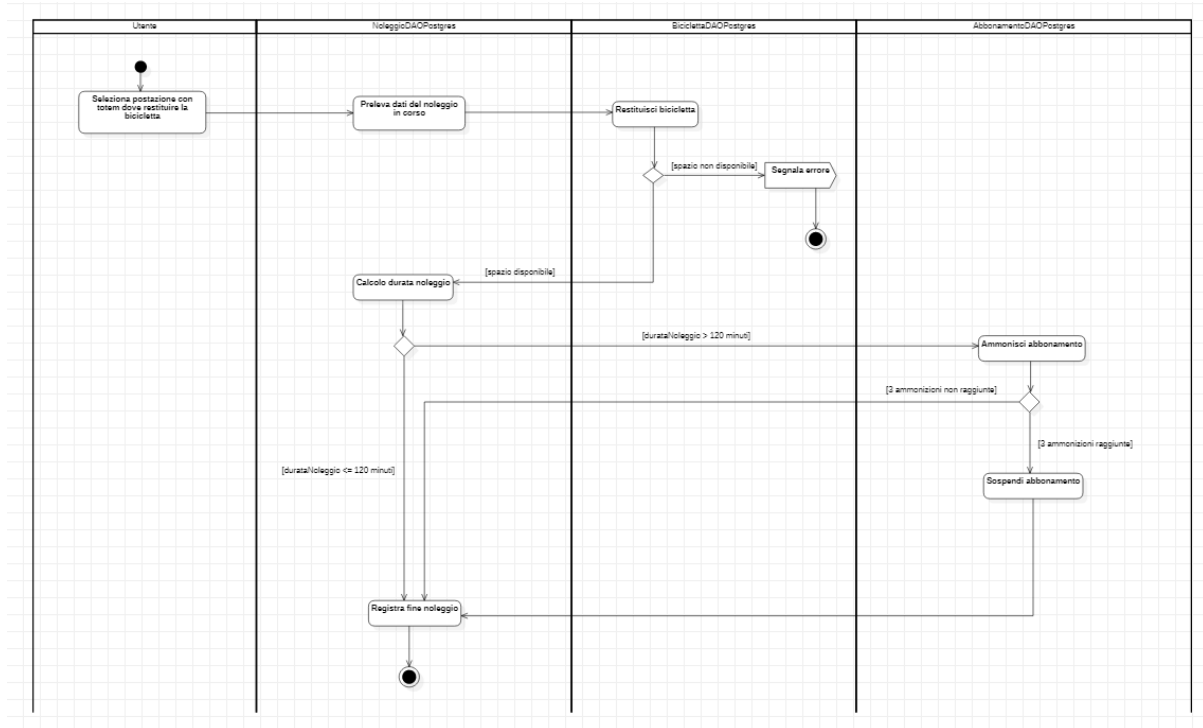 Utente
NoleggioDAOPostgres
BiciclettaDAOPostgres
AbbonamentoDAOPostgres
Seleziona postazione con
totem dove restituire la
bicicletta
Preleva dati del noleggio
in corso
Restituisci bicicletta
[spazio non disponibile]
Segnala errore
[spazio disponibile]
Calcolo durata noleggio
[durataNoleggio > 120 minuti]
Ammonisci abbonamento
[3 ammonizioni non raggiunte]
[3 ammonizioni raggiunte]
[durataNoleggio <= 120 minuti]
Sospendi abbonamento
Registra fine noleggio